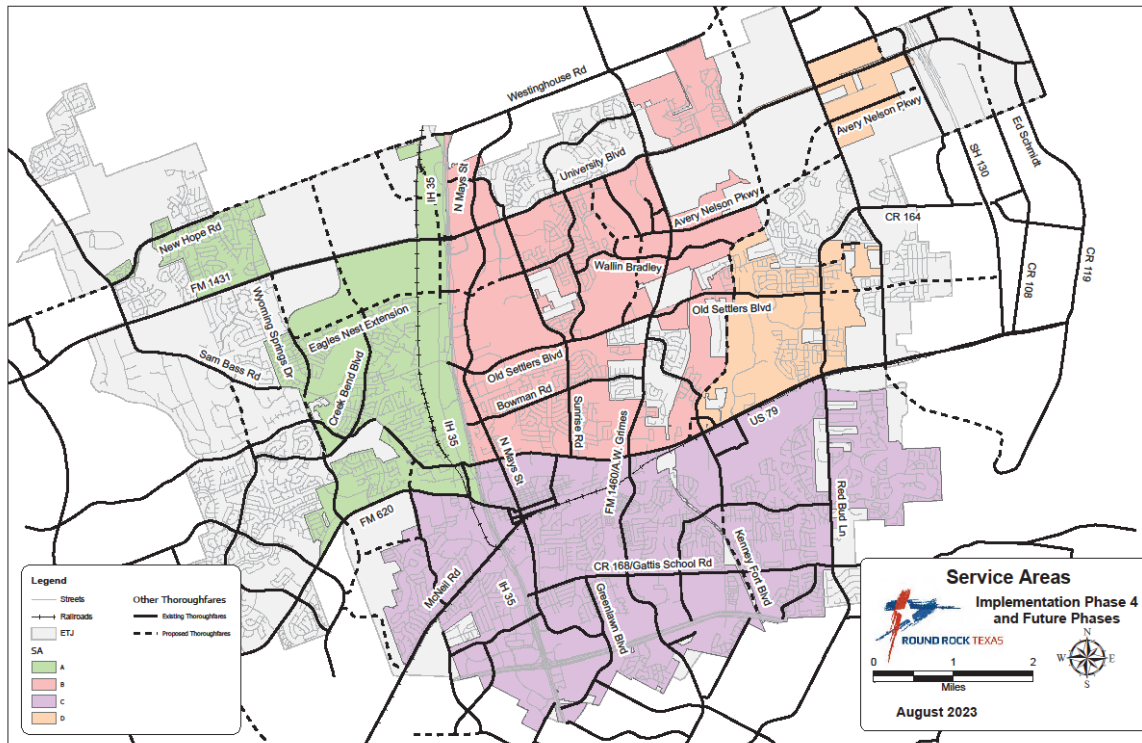 Westinghouse Rd
University Blvd
Avery Nelson Pkwy
Ed Schmidt
SH 130
IH 35
N Mays St
Avery Nelson Pkwy
CR 164
New Hope Rd
Wallin Bradley
FM 1431
CR 108
CR 119
Wyoming Springs Dr
Eagles Nest Extension
Old Settlers Blvd
Sam Bass Rd
Creek Bend Blvd
Old Settlers Blvd
Bowman Rd
Sunrise Rd
US 79
IH 35
N Mays St
FM 1460/A.W. Grimes
Red Bud Ln
FM 620
CR 168/Gattis School Rd
Kenney Fort Blvd
McNeil Rd
IH 35
Greenlawn Blvd
Legend
Streets
Railroads
ETJ
SA
A
B
C
D
Other Thoroughfares
Existing Thoroughfares
Proposed Thoroughfares
Service Areas
Implementation Phase 4
and Future Phases
ROUND ROCK TEXAS
N
W E
S
0 1 2
Miles
August 2023